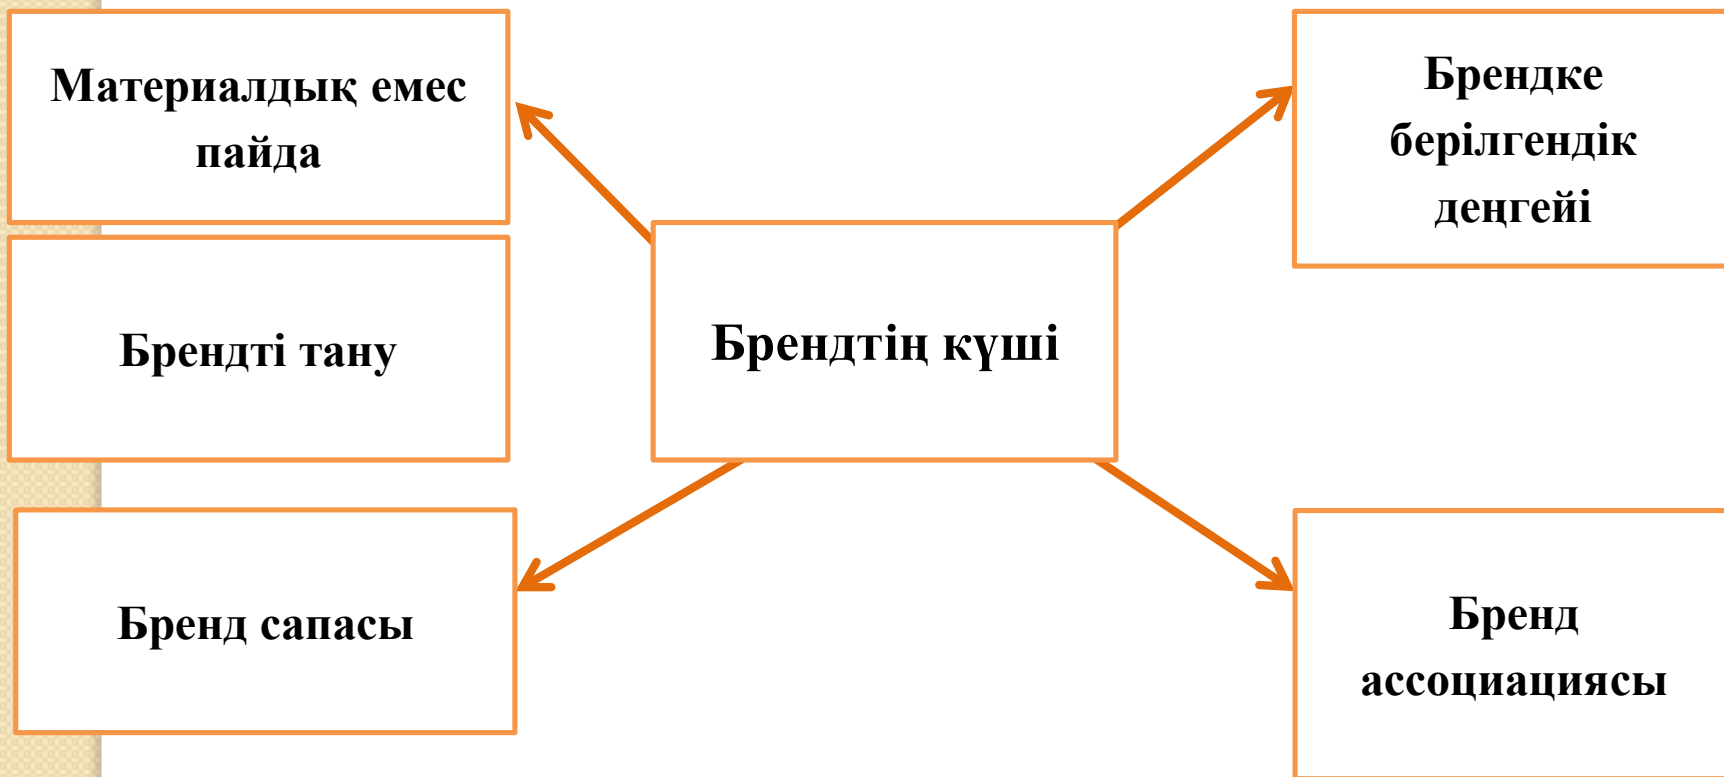 Материалдық емес
пайда
Брендке
берілгендік
деңгейі
Брендті тану
Брендтің күші
Бренд сапасы
Бренд
ассоциациясы